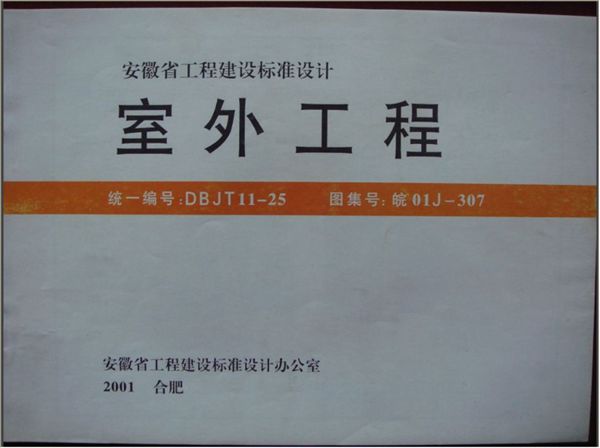 安徽省工程建设标准设计
室外工程
统一编号:DBJT11-25 图集号:皖01J-307
安徽省工程建设标准设计办公室
2001 合肥